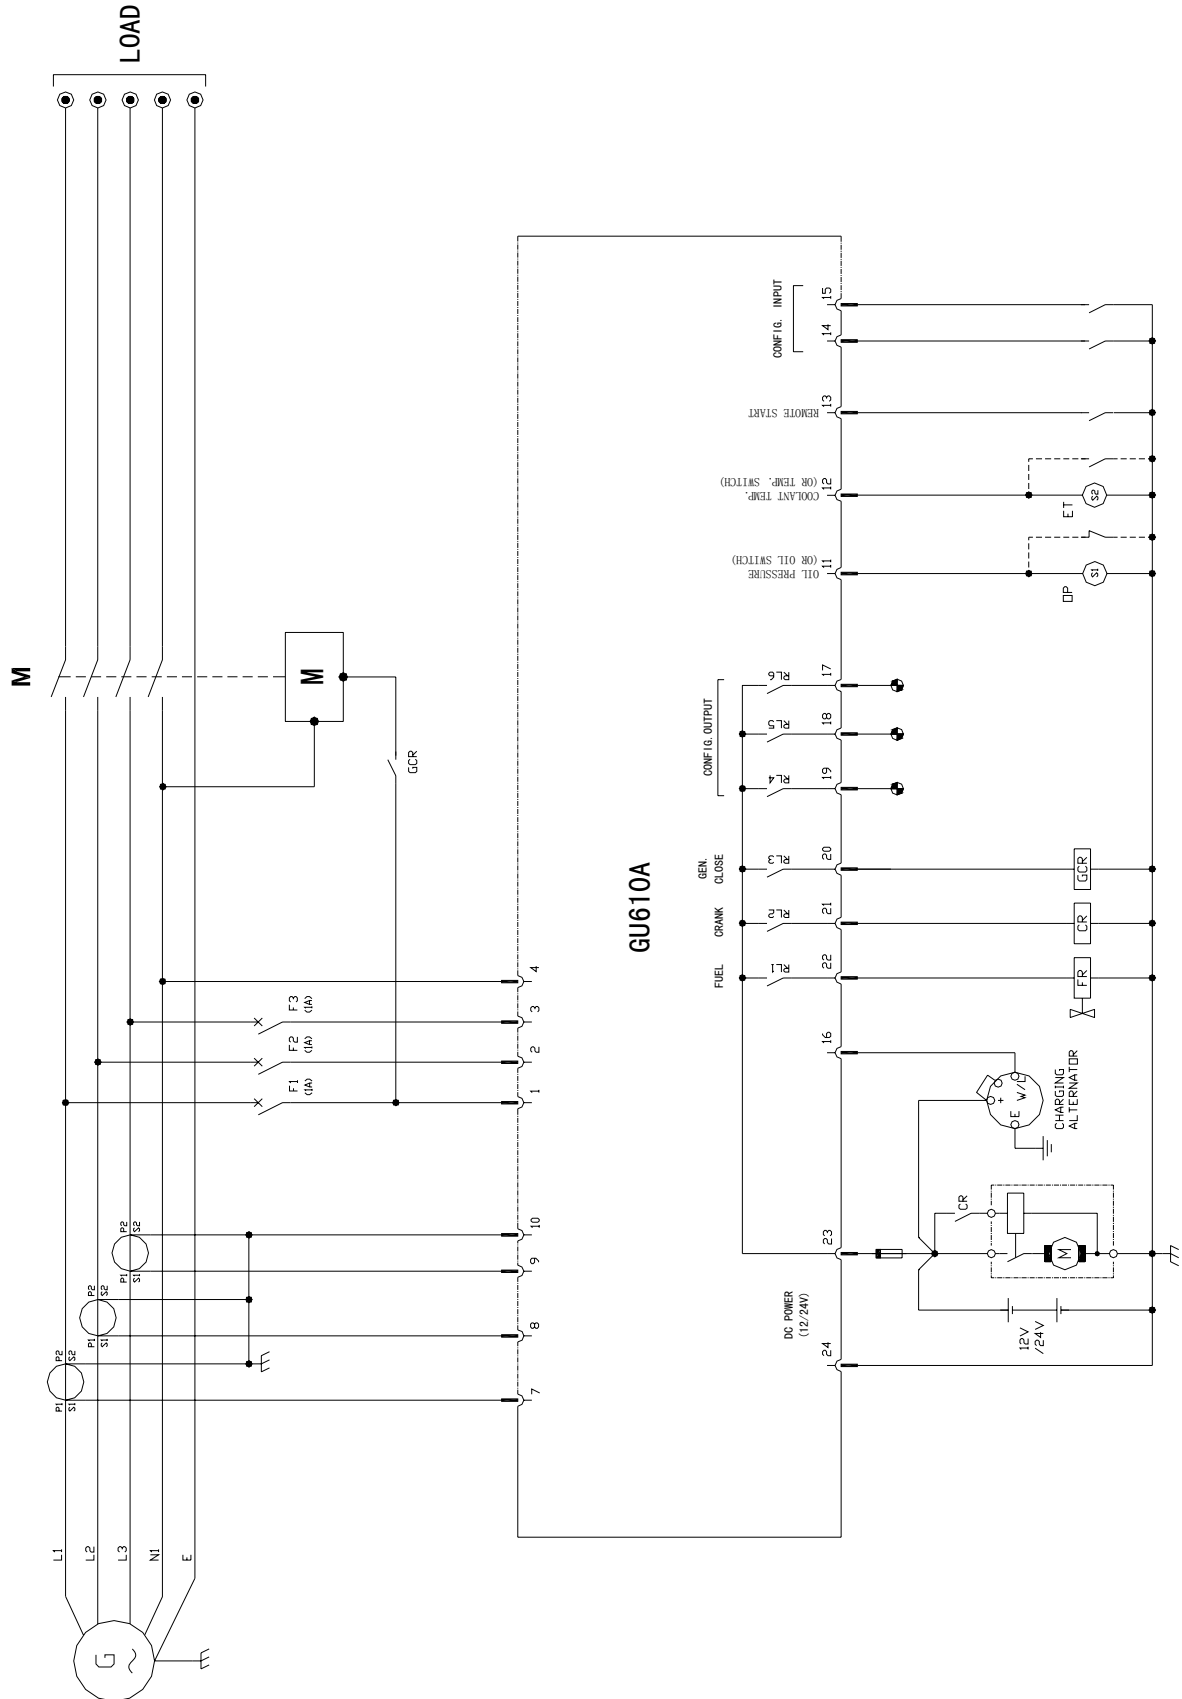 LOAD
M
M
GCR
L1
L2
L3
N1
E
G
P1
S1
P2
S2
P1
S1
P2
S2
P1
S1
P2
S2
F1
(1A)
F2
(1A)
F3
(1A)
7
8
9
10
1
2
3
4
GU610A
DC POWER
(12/24V)
24
23
16
FUEL
CRANK
GEN.
CLOSE
CONFIG.OUTPUT
RL1
RL2
RL3
RL4
RL5
RL6
22
21
20
19
18
17
OIL PRESSURE
(OR OIL SWITCH)
11
COOLANT TEMP.
(OR TEMP. SWITCH)
12
REMOTE START
13
CONFIG. INPUT
14
15
12V
/24V
CR
M
E
+
W/L
CHARGING
ALTERNATOR
FR
CR
GCR
OP
S1
ET
S2